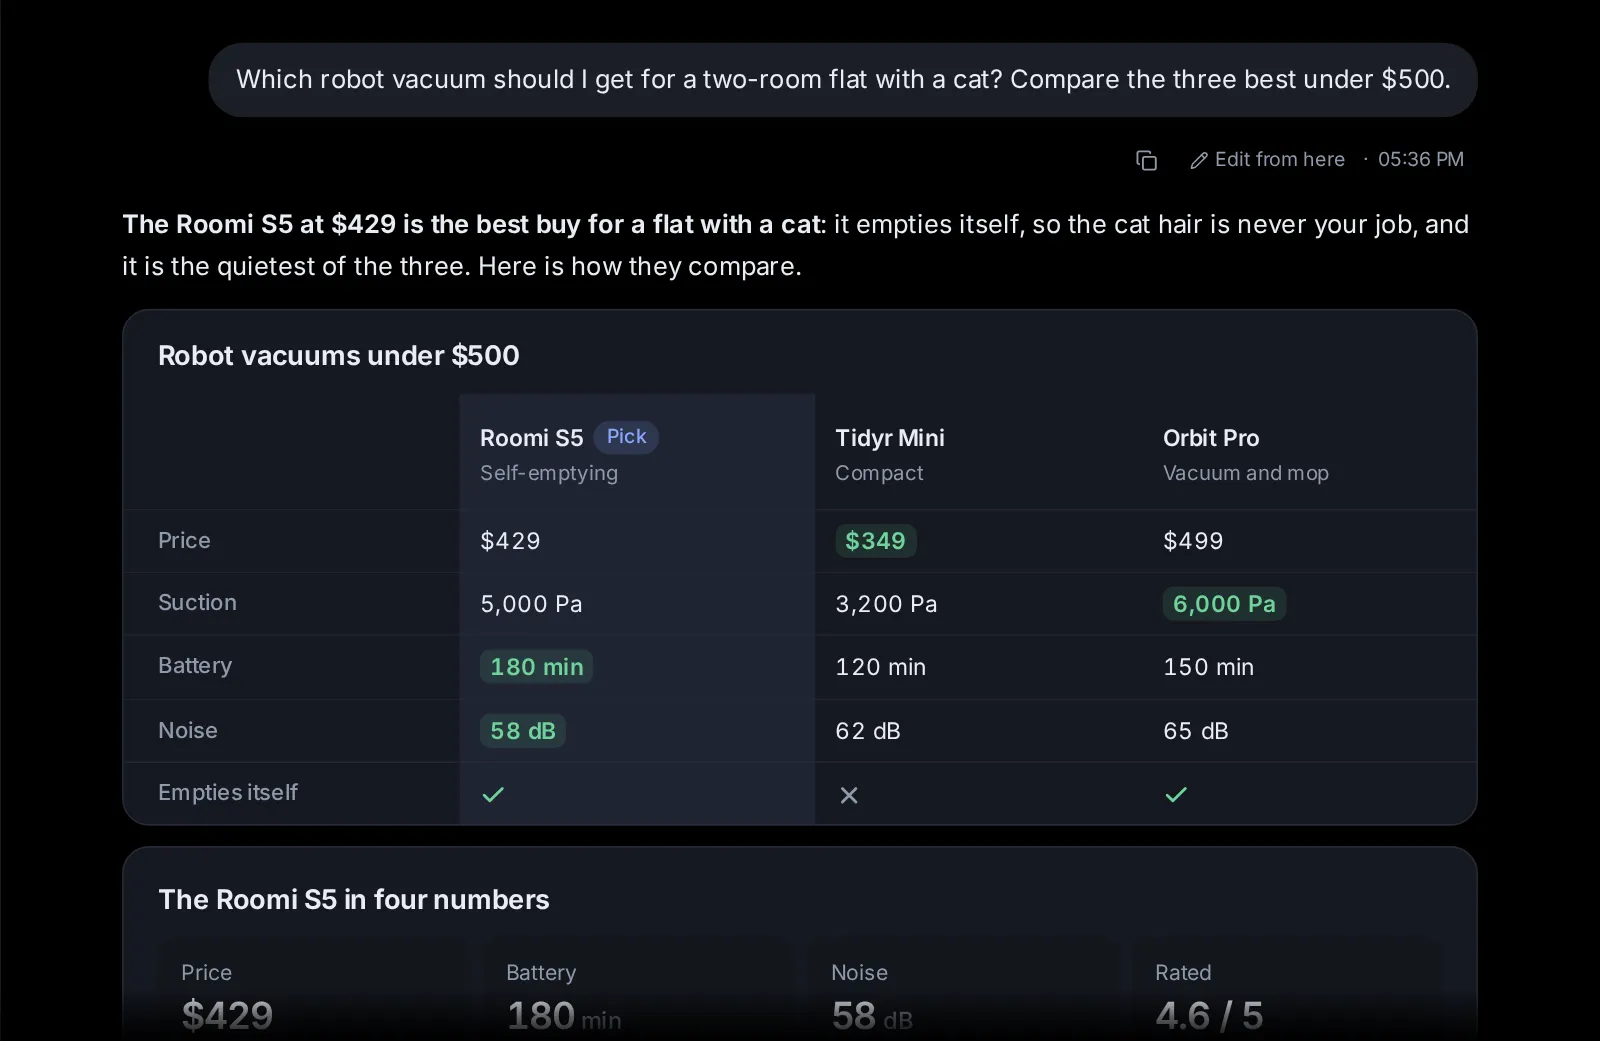 Which robot vacuum should I get for a two-room flat with a cat? Compare the three best under $500.
Edit from here · 05:36 PM
The Roomi S5 at $429 is the best buy for a flat with a cat: it empties itself, so the cat hair is never your job, and
it is the quietest of the three. Here is how they compare.
Robot vacuums under $500
Roomi S5 Pick Tidyr Mini Orbit Pro
Self-emptying Compact Vacuum and mop
Price $429 $349 $499
Suction 5,000 Pa 3,200 Pa 6,000 Pa
Battery 180 min 120 min 150 min
Noise 58 dB 62 dB 65 dB
Empties itself
The Roomi S5 in four numbers
Price Battery Noise Rated
$429 180 min 58 dB 4.6 / 5